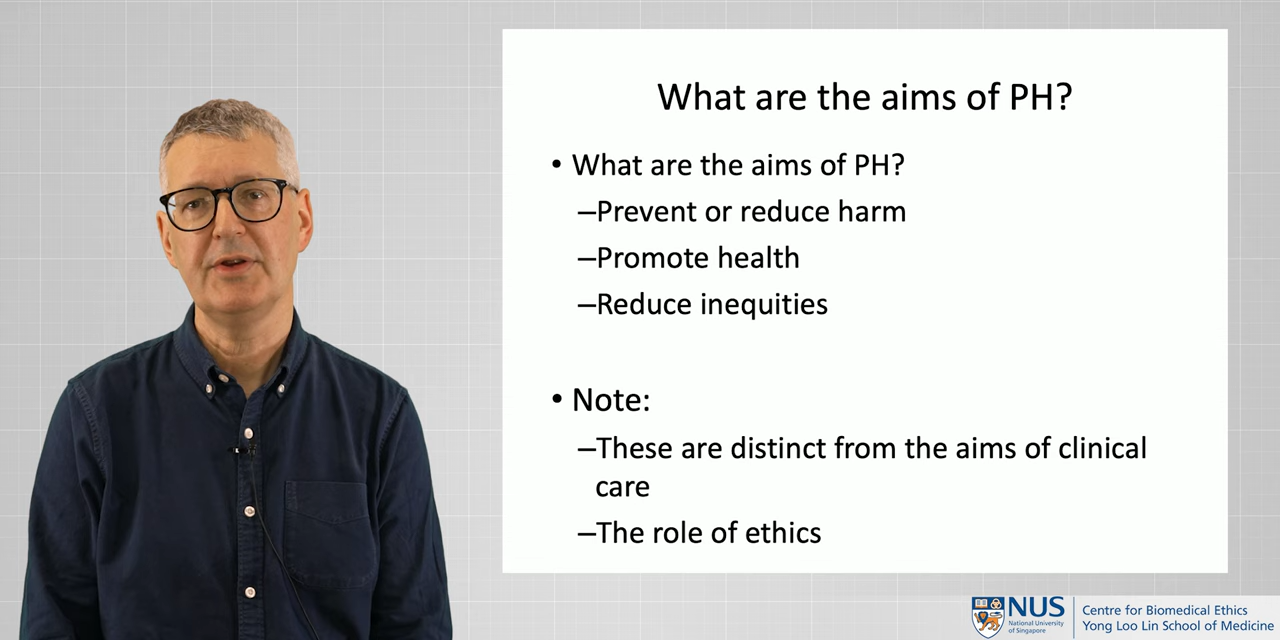 What are the aims of PH?
• What are the aims of PH?
–Prevent or reduce harm
–Promote health
–Reduce inequities
• Note:
–These are distinct from the aims of clinical
care
–The role of ethics
NUS
National University
of Singapore
Centre for Biomedical Ethics
Yong Loo Lin School of Medicine